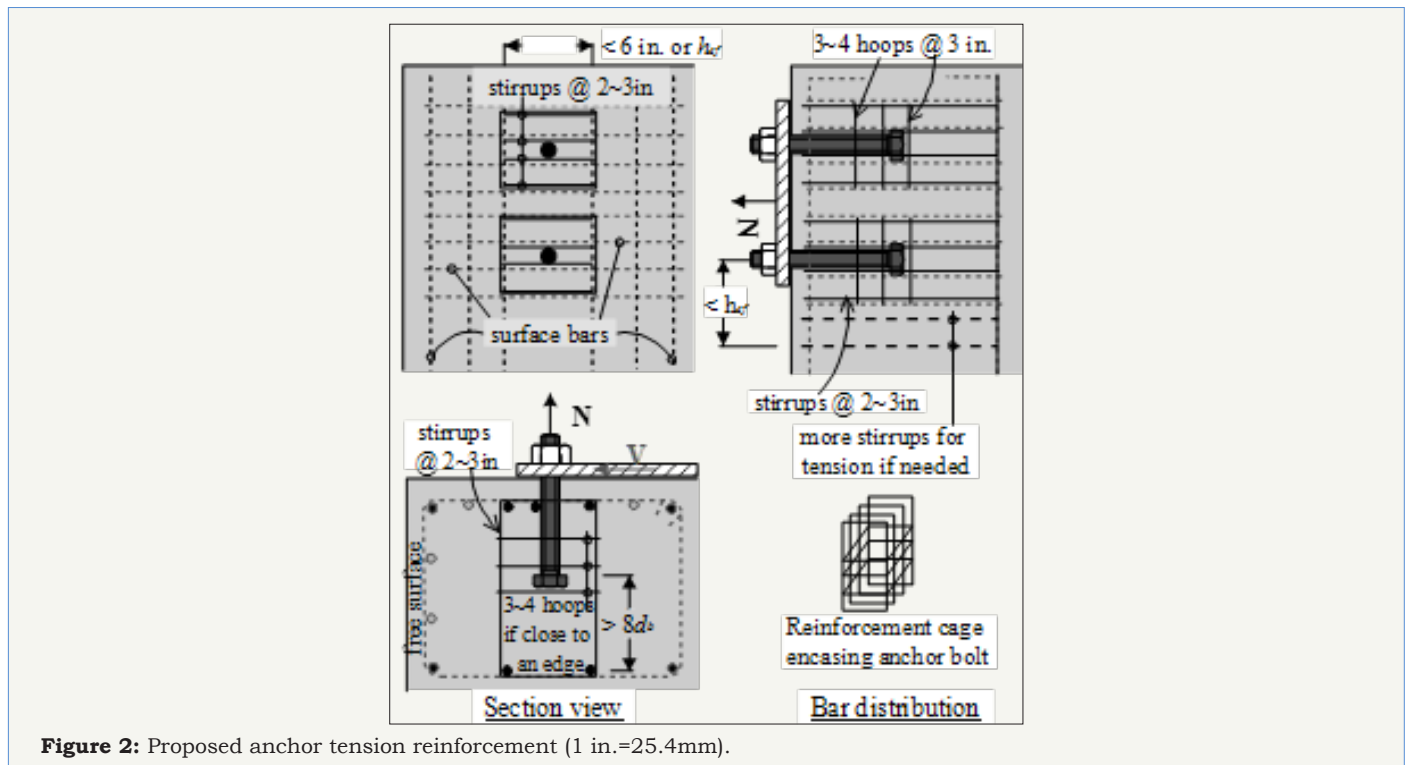 < 6 in. or hef
stirrups @ 2~3in
surface bars
3~4 hoops @ 3 in.
N
< hef
stirrups @ 2~3in
more stirrups for
tension if needed
stirrups
@ 2~3in
N
V
free surface
3~4 hoops
if close to
an edge
> 8db
Section view
Reinforcement cage
encasing anchor bolt
Bar distribution
Figure 2: Proposed anchor tension reinforcement (1 in.=25.4mm).